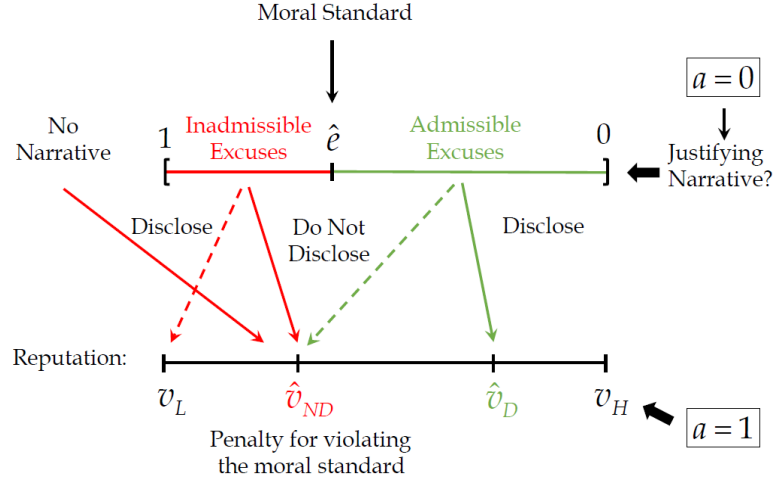 Moral Standard
a = 0
No
Narrative
1
Inadmissible
Excuses
ê
Admissible
Excuses
0
Justifying
Narrative?
Disclose
Do Not
Disclose
Disclose
Reputation:
v_L
v̂_ND
v̂_D
v_H
a = 1
Penalty for violating
the moral standard